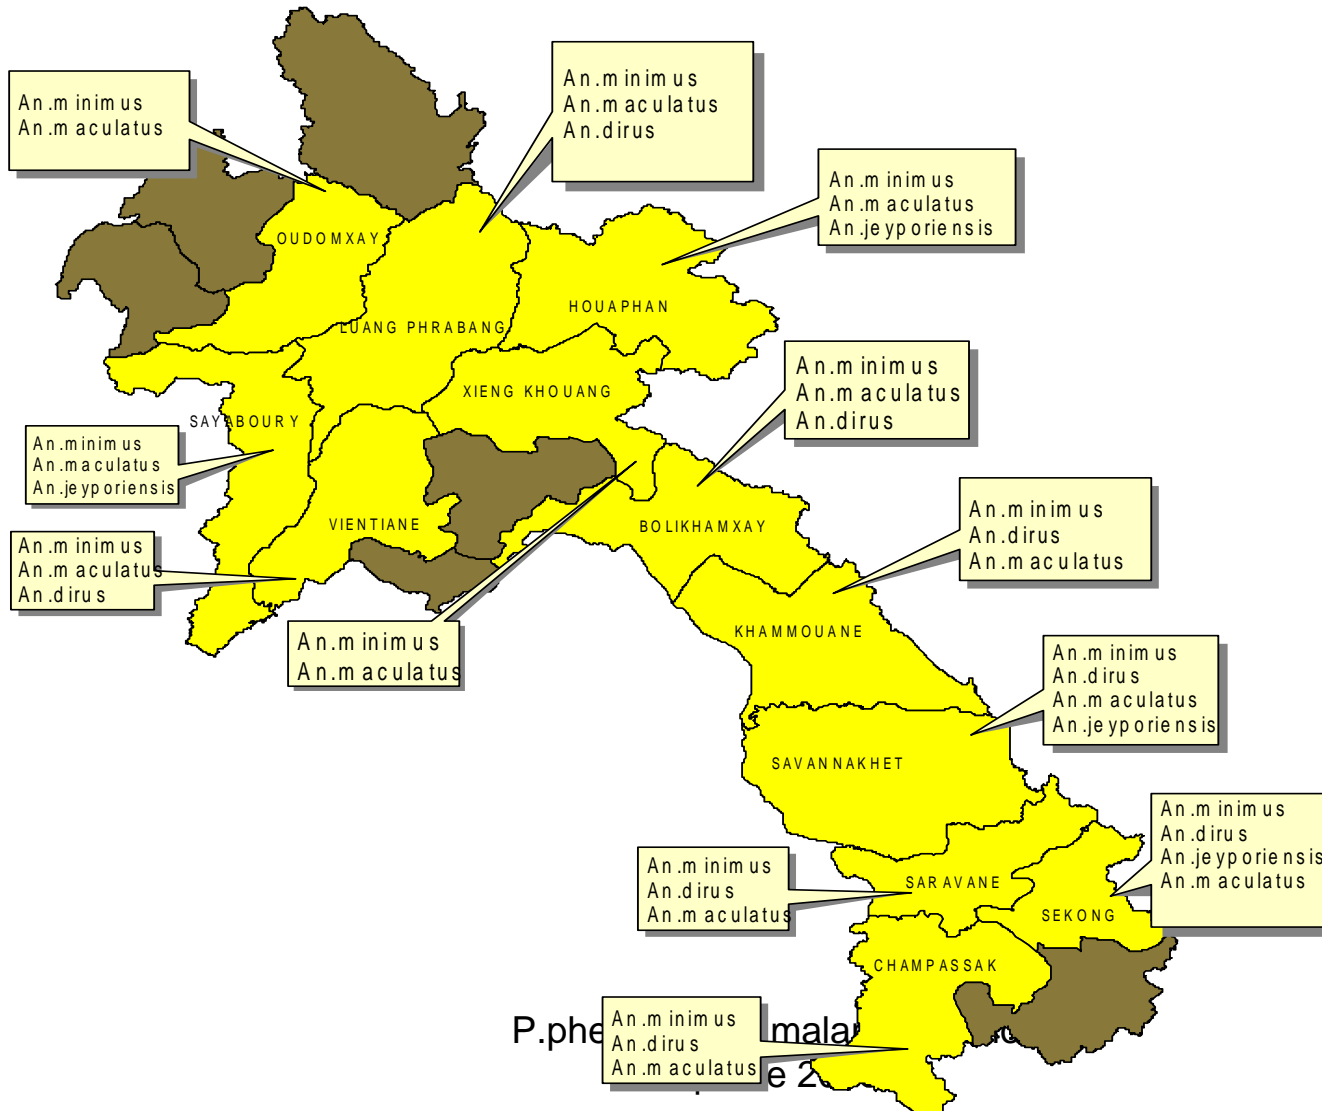 An.minimus
An.maculatus
An.minimus
An.maculatus
An.dirus
An.minimus
An.maculatus
An.jeyporiensis
OUDOMXAY
HOUAPHAN
LUANG PHRABANG
An.minimus
An.maculatus
An.dirus
XIENG KHOUANG
SAYABOURY
An.minimus
An.maculatus
An.jeyporiensis
An.minimus
An.dirus
An.maculatus
VIENTIANE
BOLIKHAMXAY
An.minimus
An.maculatus
An.dirus
An.minimus
An.maculatus
KHAMMOUANE
An.minimus
An.dirus
An.maculatus
An.jeyporiensis
SAVANNAKHET
An.minimus
An.dirus
An.jeyporiensis
An.maculatus
An.minimus
An.dirus
An.maculatus
SARAVANE
SEKONG
CHAMPASSAK
An.minimus
An.dirus
An.maculatus